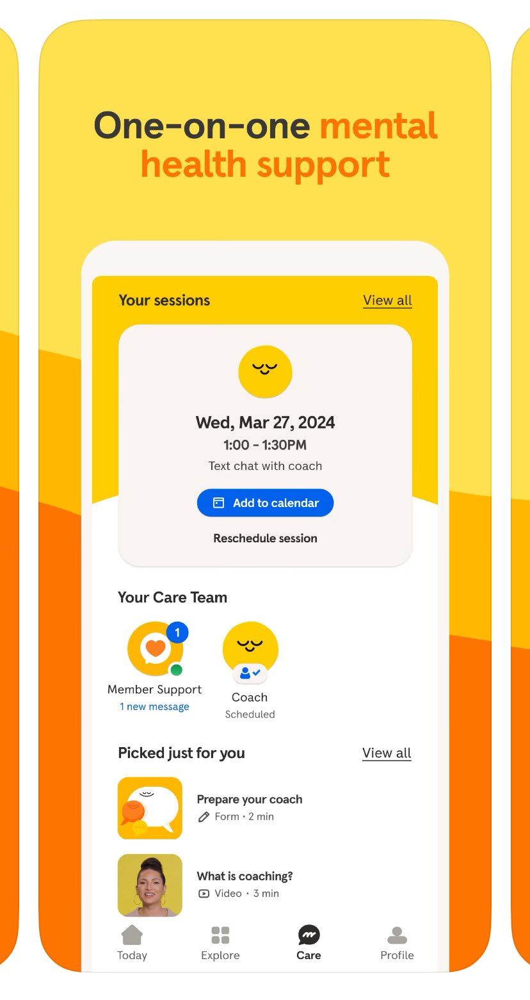 One-on-one mental
health support
Your sessions
View all
Wed, Mar 27, 2024
1:00 - 1:30PM
Text chat with coach
Add to calendar
Reschedule session
Your Care Team
1
Member Support
1 new message
Coach
Scheduled
Picked just for you
View all
Prepare your coach
Form • 2 min
What is coaching?
Video • 3 min
Today
Explore
Care
Profile